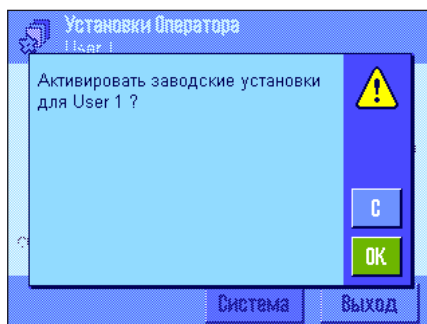 Установки Оператора
User 1
Активировать заводские установки
для User 1 ?
C
OK
Система
Выход